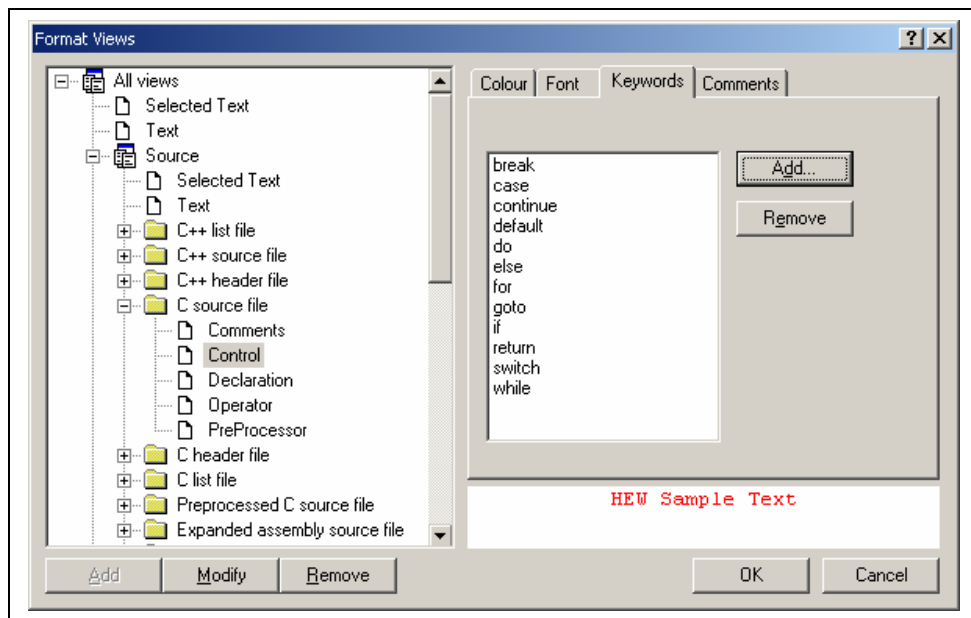 Format Views
All views
Selected Text
Text
Source
Selected Text
Text
C++ list file
C++ source file
C++ header file
C source file
Comments
Control
Declaration
Operator
PreProcessor
C header file
C list file
Preprocessed C source file
Expanded assembly source file
Add
Modify
Remove
Colour
Font
Keywords
Comments
break
case
continue
default
do
else
for
goto
if
return
switch
while
Add...
Remove
HEW Sample Text
OK
Cancel